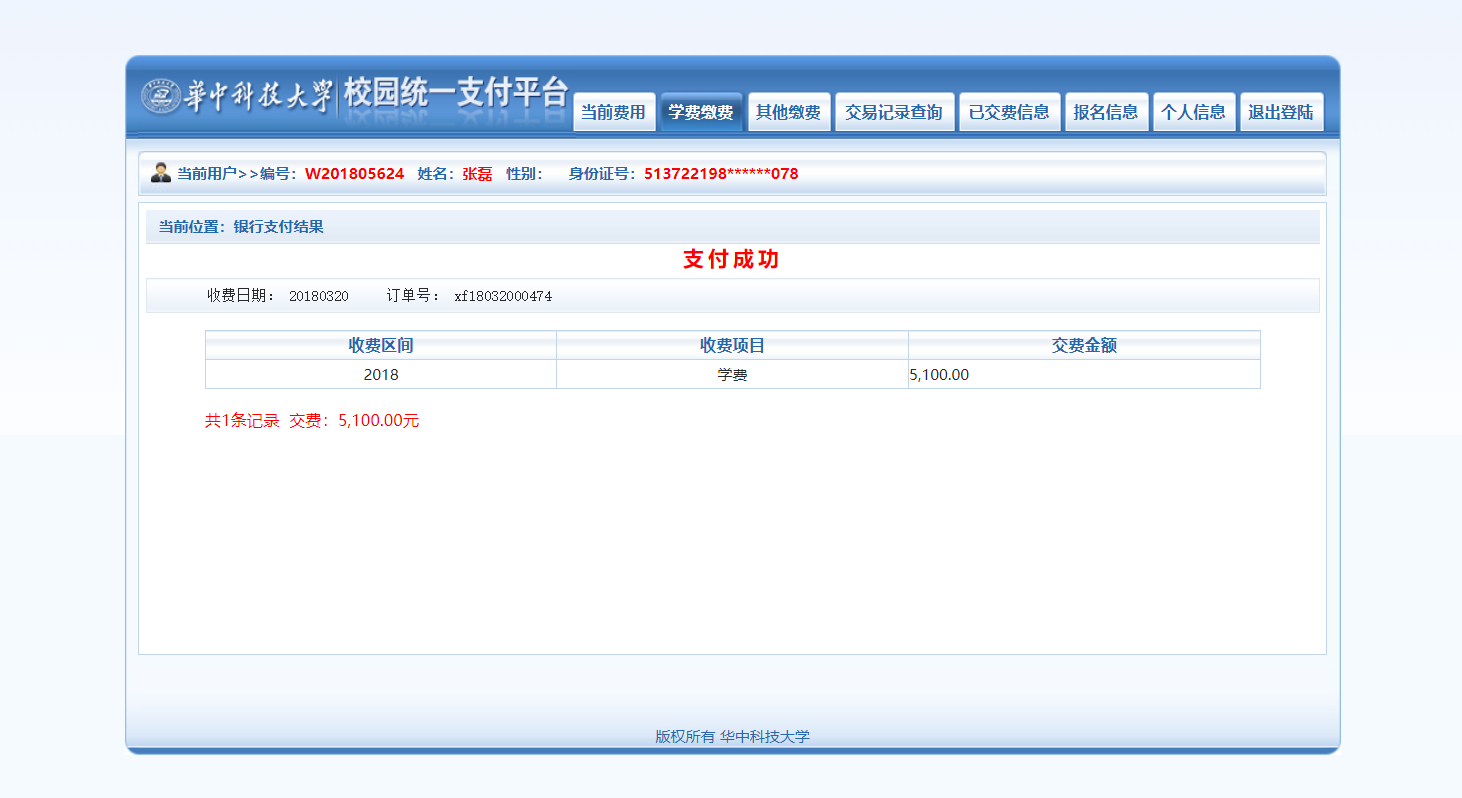 華中科技大学 校园统一支付平台
当前费用 学费缴费 其他缴费 交易记录查询 已交费信息 报名信息 个人信息 退出登陆
当前用户>>编号：W201805624 姓名：张磊 性别： 身份证号：513722198******078
当前位置：银行支付结果
支付成功
收费日期： 20180320 订单号： xf18032000474
收费区间 收费项目 交费金额
2018 学费 5,100.00
共1条记录 交费：5,100.00元
版权所有 华中科技大学